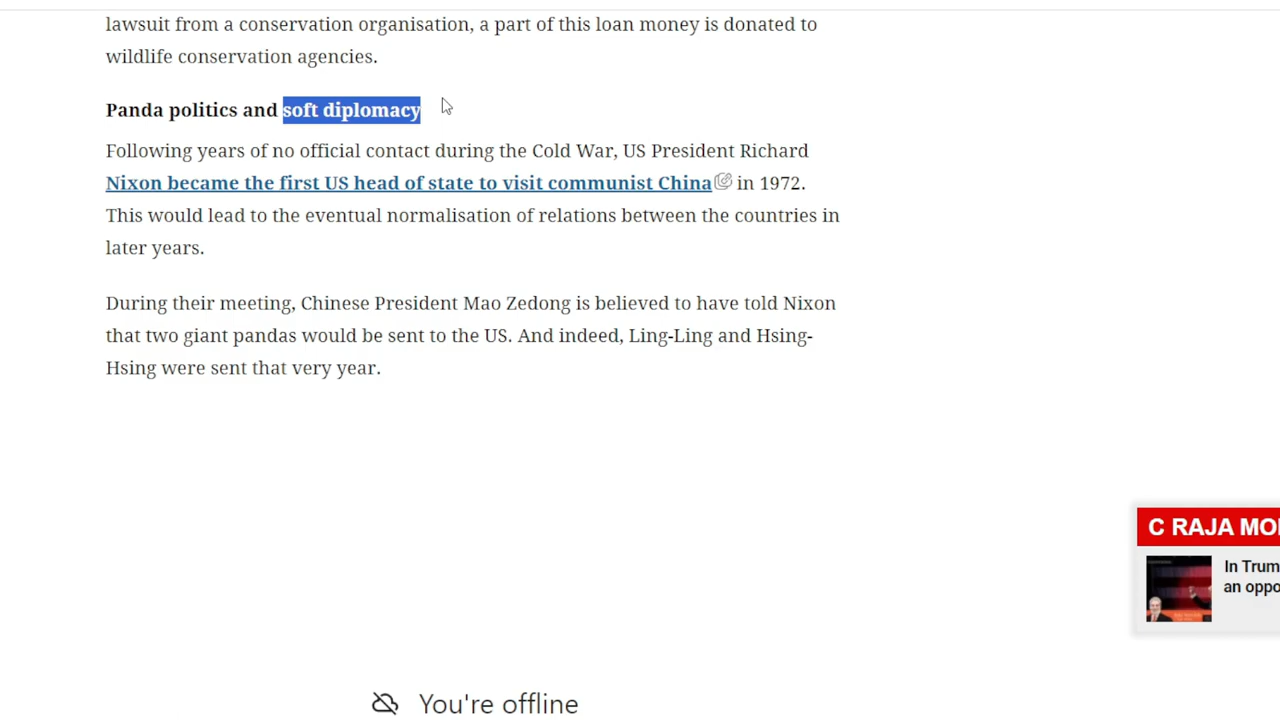 lawsuit from a conservation organisation, a part of this loan money is donated to
wildlife conservation agencies.
Panda politics and soft diplomacy
Following years of no official contact during the Cold War, US President Richard
Nixon became the first US head of state to visit communist China in 1972.
This would lead to the eventual normalisation of relations between the countries in
later years.
During their meeting, Chinese President Mao Zedong is believed to have told Nixon
that two giant pandas would be sent to the US. And indeed, Ling-Ling and Hsing-
Hsing were sent that very year.
C RAJA MO
In Trum
an oppo
You're offline